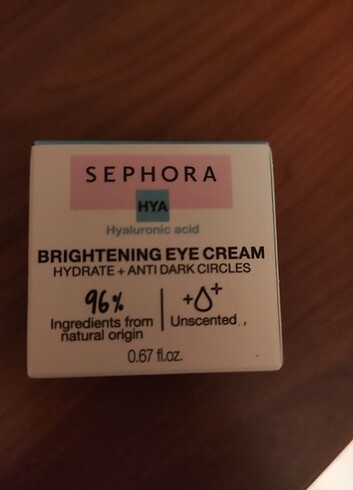 SEPHORA
HYA
Hyaluronic acid
BRIGHTENING EYE CREAM
HYDRATE + ANTI DARK CIRCLES
96%
Ingredients from
natural origin
Unscented
0.67 fl.oz.